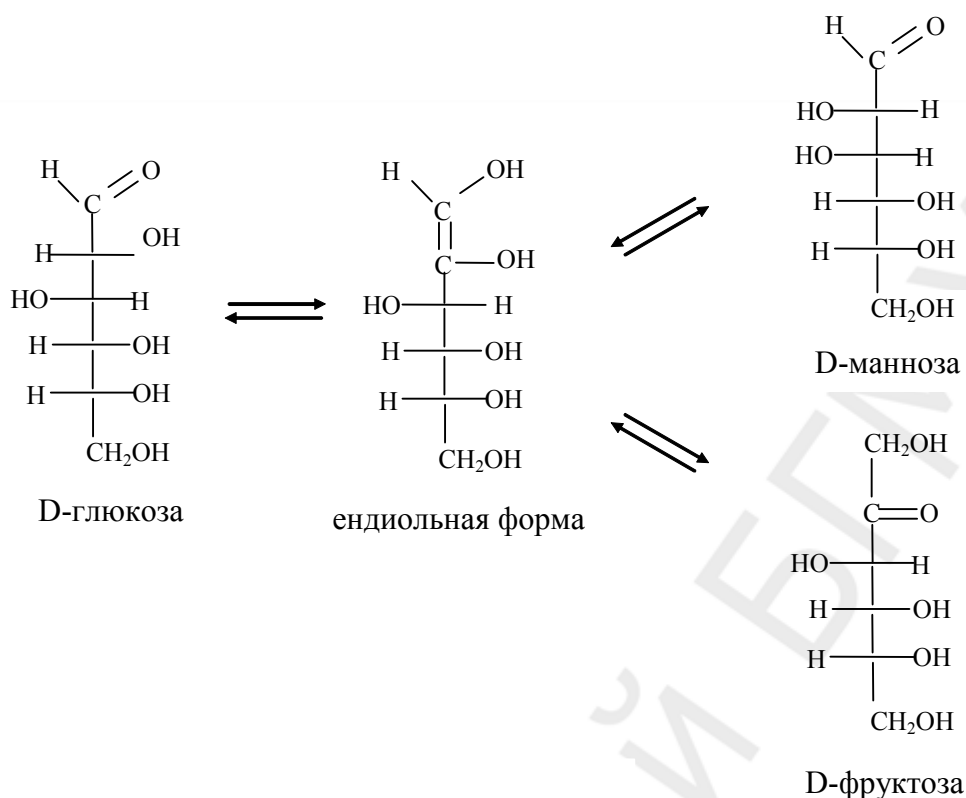 H O
C
H OH
HO H
H OH
H OH
CH₂OH
D-глюкоза
H OH
C
C OH
HO H
H OH
H OH
CH₂OH
ендиольная форма
H O
C
HO H
HO H
H OH
H OH
CH₂OH
D-манноза
CH₂OH
C O
HO H
H OH
H OH
CH₂OH
D-фруктоза
й БГМ